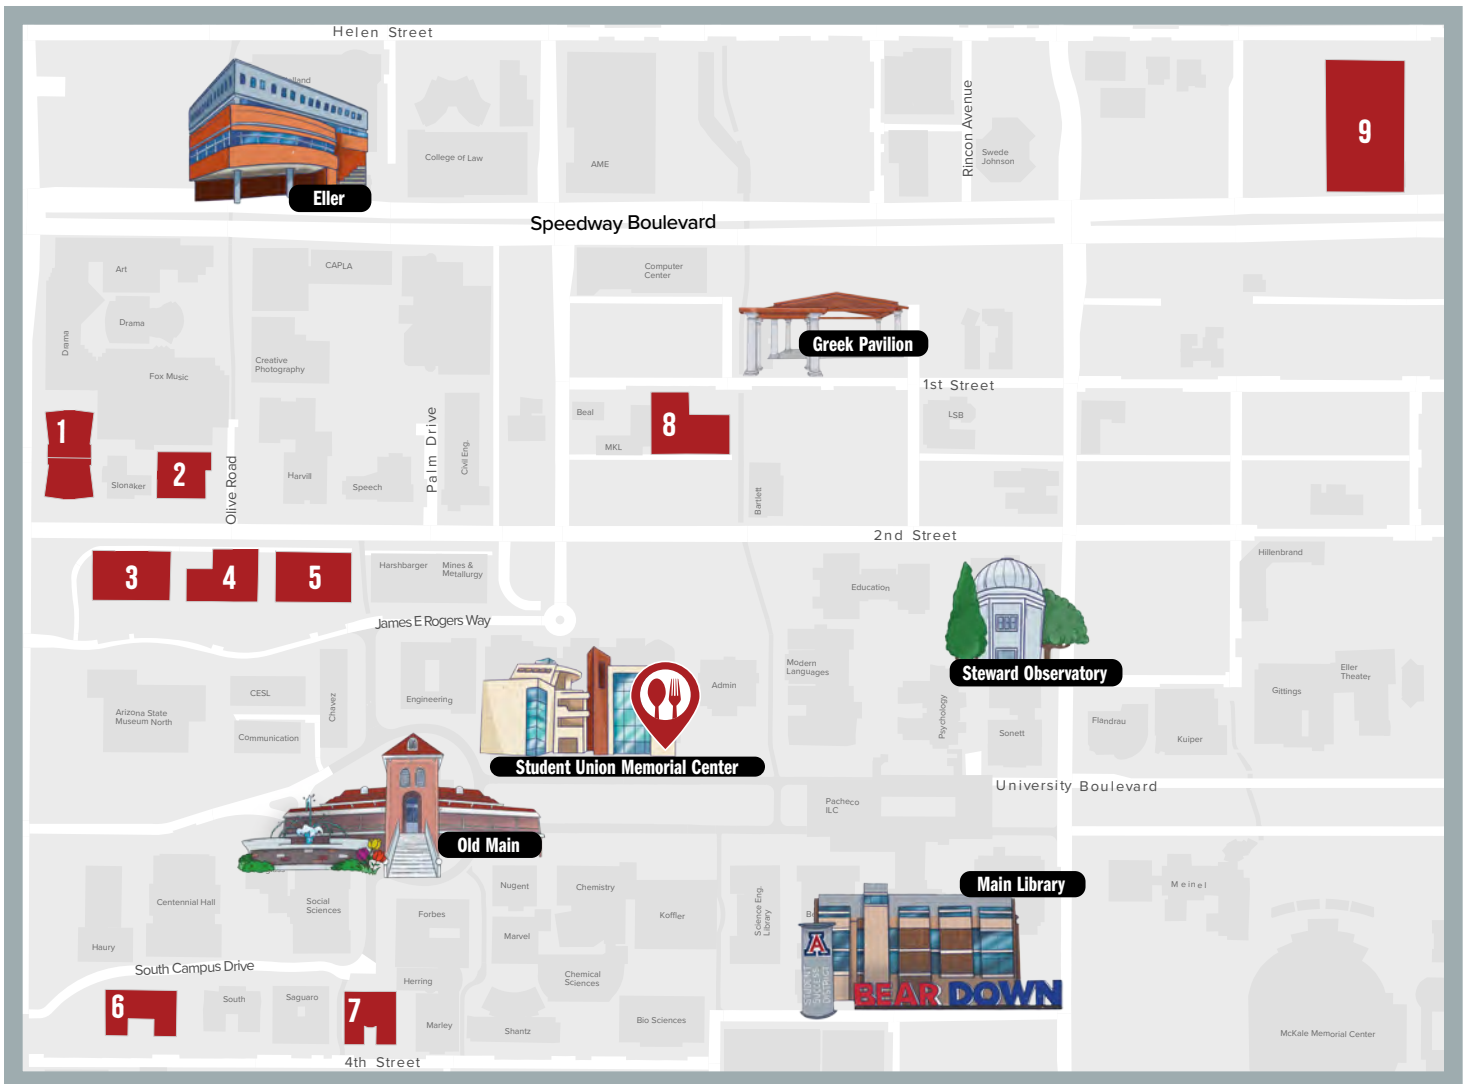 Helen Street
College of Law
AME
Rincon Avenue
Swede
Johnson
9
Eller
Speedway Boulevard
Art
CAPLA
Computer
Center
Drama
Drama
Creative
Photography
Fox Music
Greek Pavilion
1st Street
1
2
Slonaker
Olive Road
Harvill
Speech
Palm Drive
Civil Eng.
Beal
MKL
8
Bartlett
LSB
2nd Street
3
4
5
Harshbarger
Mines &
Metallurgy
James E Rogers Way
Education
Hillenbrand
Steward Observatory
Arizona State
Museum North
CESL
Communication
Chavez
Engineering
Admin
Modern
Languages
Psychology
Sonett
Flandrau
Kuiper
Gittings
Eller
Theater
Student Union Memorial Center
University Boulevard
Pacheco
ILC
Old Main
Main Library
Meinel
Haury
Centennial Hall
Social
Sciences
Forbes
Nugent
Marvel
Chemistry
Koffler
Science Eng.
Library
A
STUDENT
SUCCESS
DISTRICT
BEAR DOWN
South Campus Drive
6
South
Saguaro
7
Herring
Marley
Shantz
Chemical
Sciences
Bio Sciences
McKale Memorial Center
4th Street